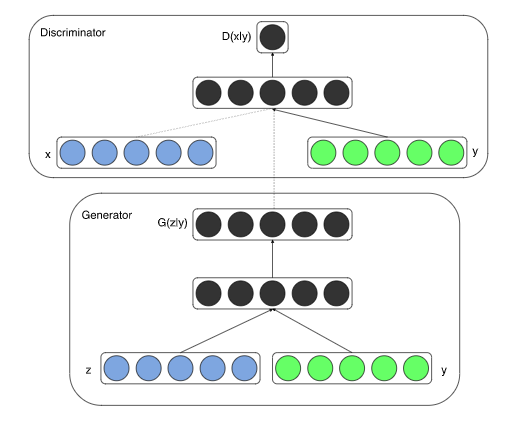 Discriminator
D(x|y)
x
y
Generator
G(z|y)
z
y